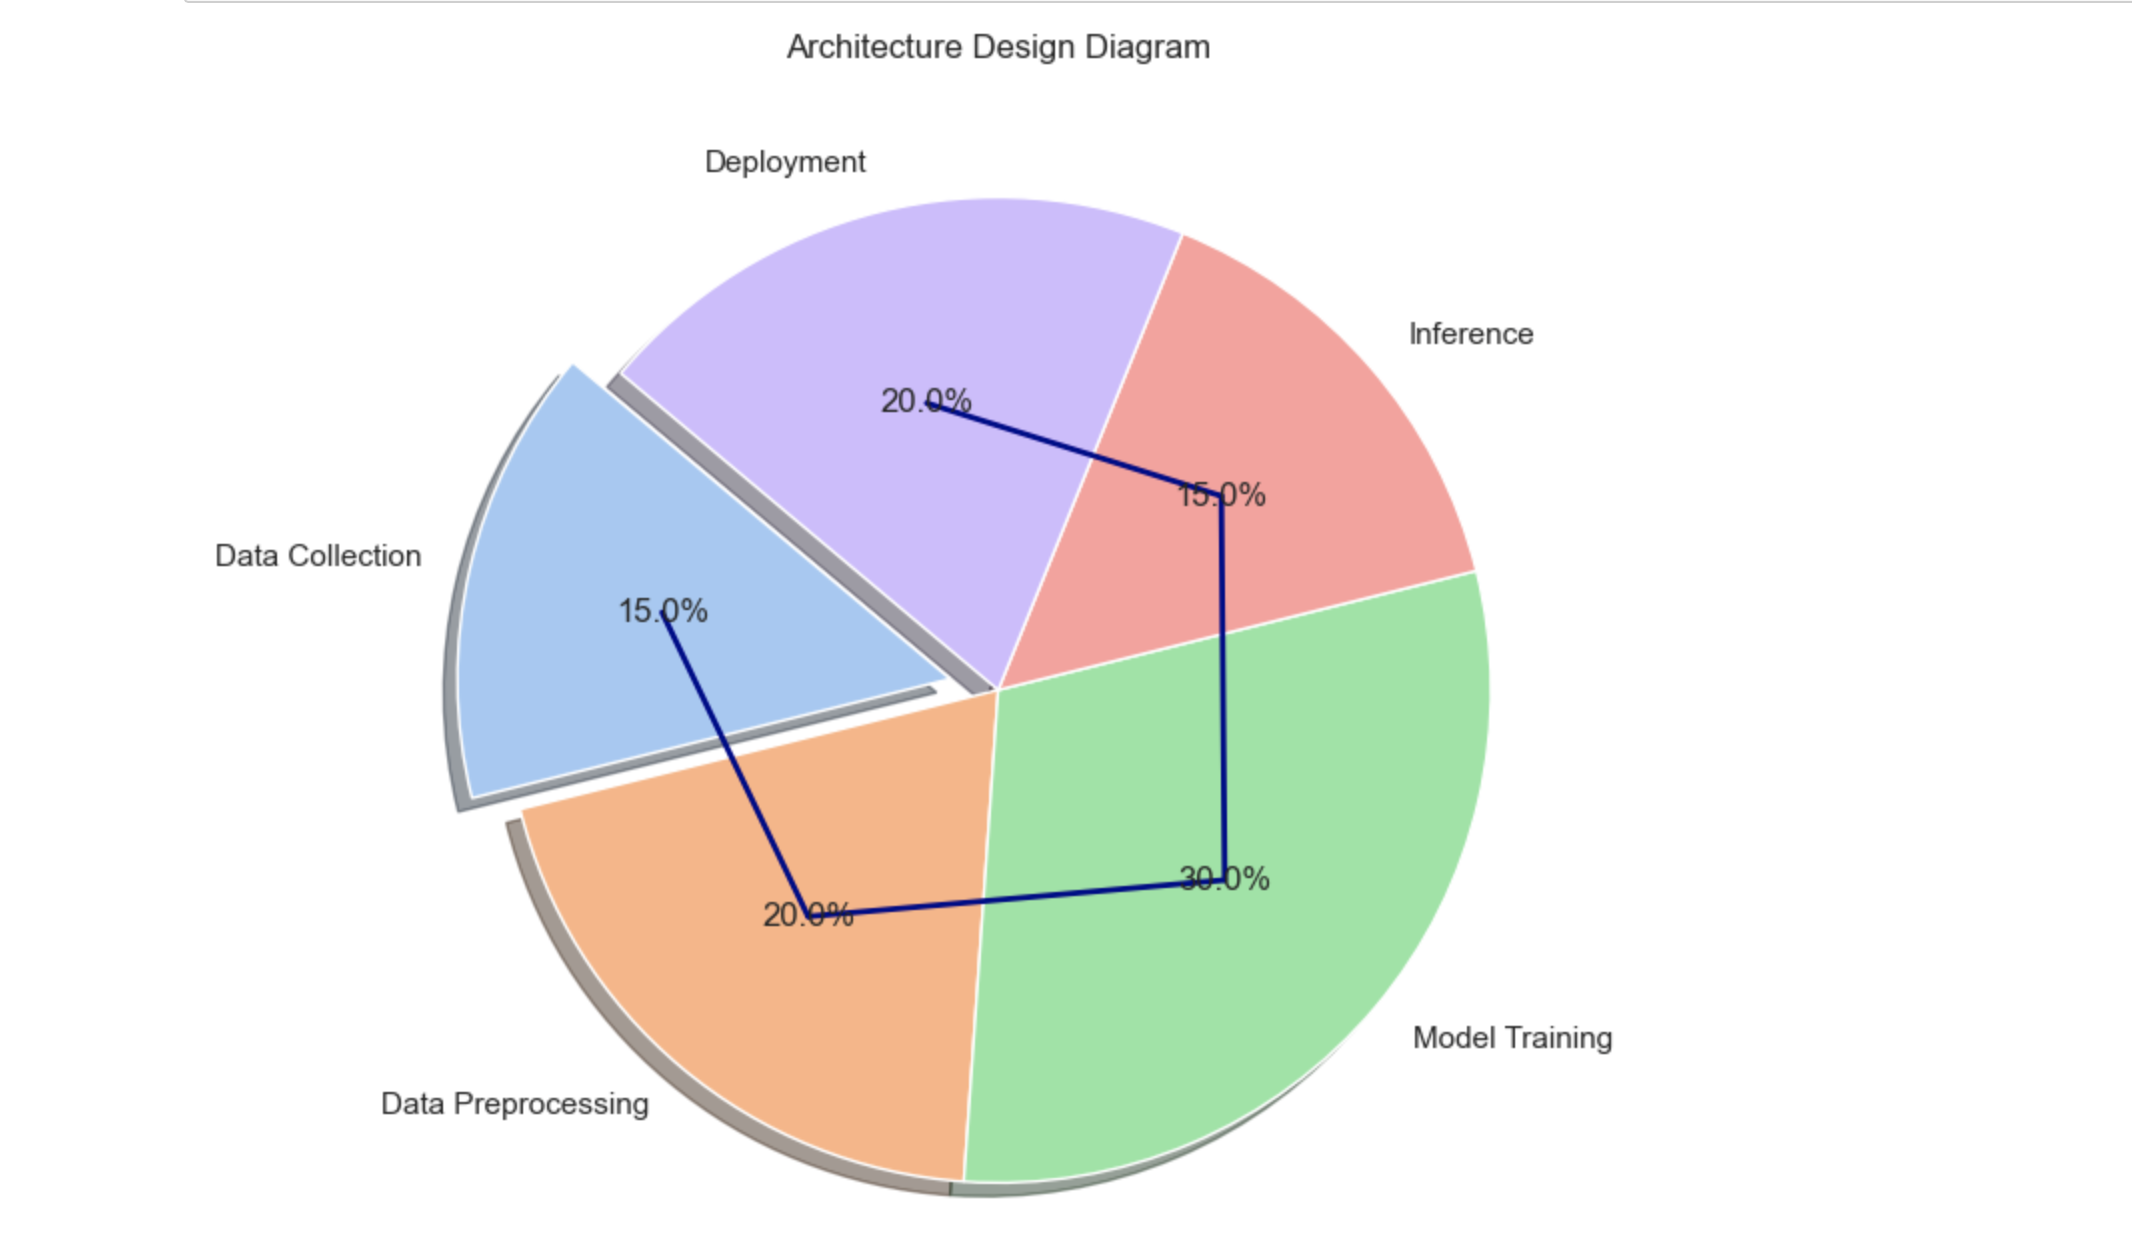 Architecture Design Diagram
Deployment
Inference
20.0%
15.0%
Data Collection
15.0%
30.0%
20.0%
Model Training
Data Preprocessing